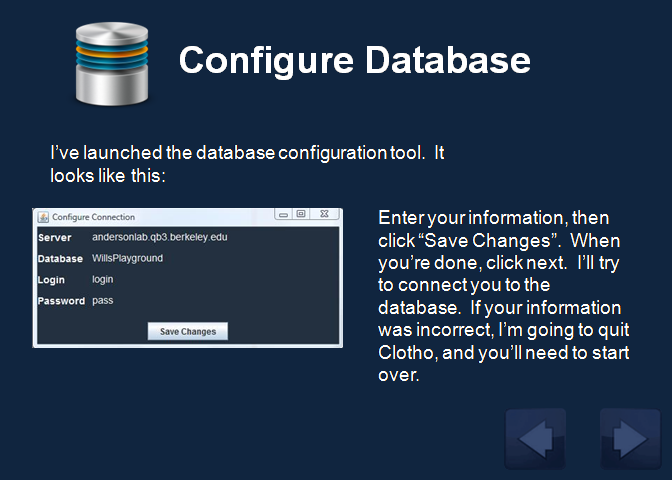 Configure Database
I've launched the database configuration tool. It
looks like this:
Configure Connection
Server andersonlab.qb3.berkeley.edu
Database WillsPlayground
Login login
Password pass
Save Changes
Enter your information, then
click “Save Changes”. When
you’re done, click next. I’ll try
to connect you to the
database. If your information
was incorrect, I’m going to quit
Clotho, and you’ll need to start
over.